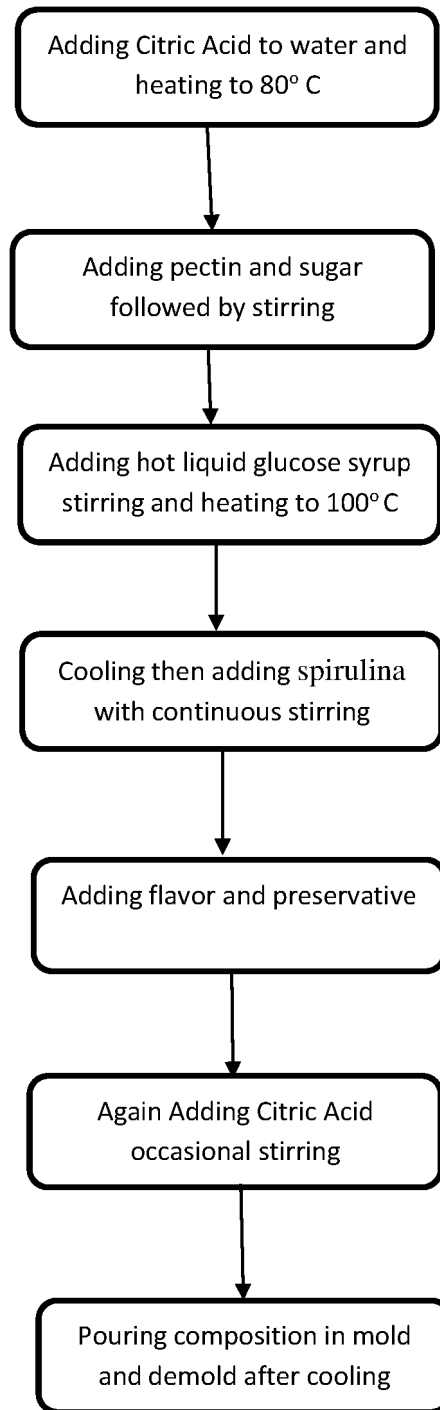 Adding Citric Acid to water and
heating to 80° C
Adding pectin and sugar
followed by stirring
Adding hot liquid glucose syrup
stirring and heating to 100° C
Cooling then adding spirulina
with continuous stirring
Adding flavor and preservative
Again Adding Citric Acid
occasional stirring
Pouring composition in mold
and demold after cooling